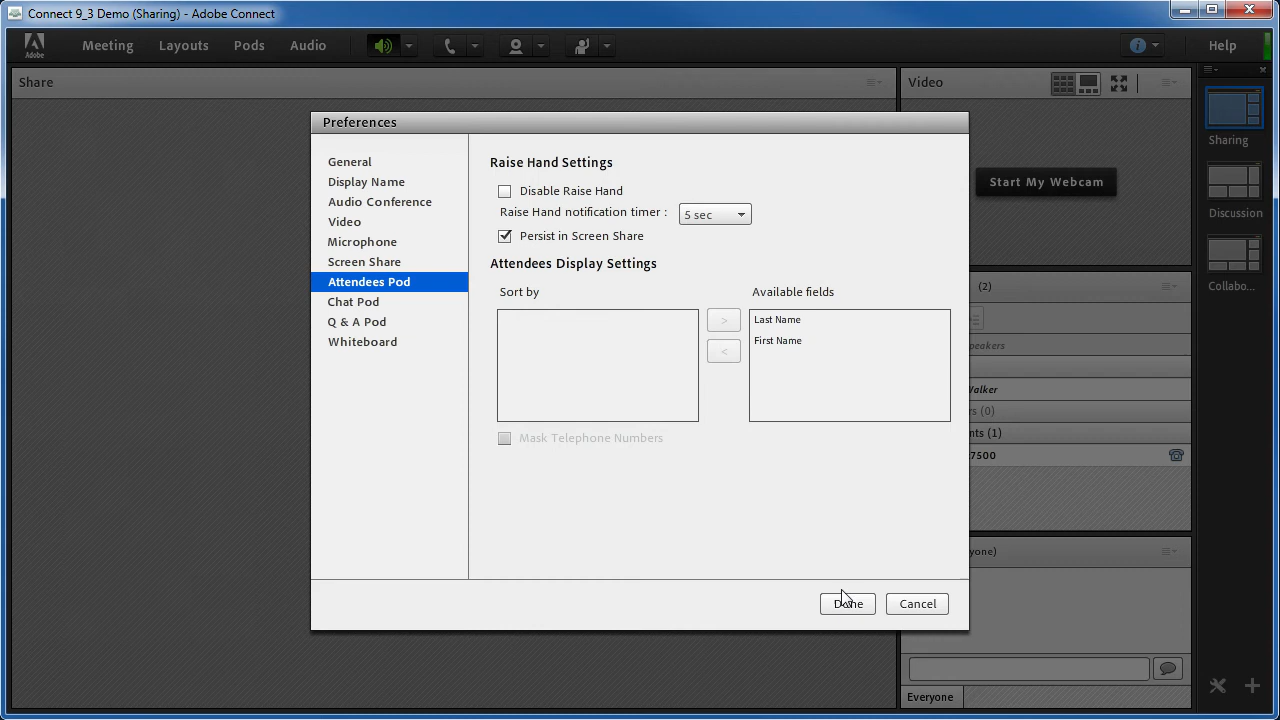 Connect 9_3 Demo (Sharing) - Adobe Connect
Adobe
Meeting
Layouts
Pods
Audio
Help
Share
Video
Preferences
General
Display Name
Audio Conference
Video
Microphone
Screen Share
Attendees Pod
Chat Pod
Q & A Pod
Whiteboard
Raise Hand Settings
Disable Raise Hand
Raise Hand notification timer :
5 sec
Persist in Screen Share
Attendees Display Settings
Sort by
Available fields
>
<
Last Name
First Name
Mask Telephone Numbers
Done
Cancel
Start My Webcam
(2)
peakers
Walker
rs (0)
nts (1)
7500
yone)
Everyone
Sharing
Discussion
Collabo...